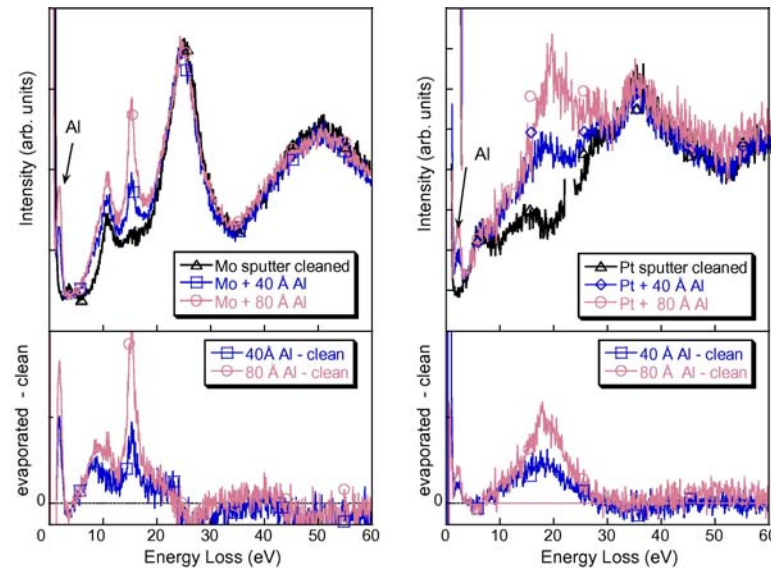 Intensity (arb. units)
Al
Mo sputter cleaned
Mo + 40 Å Al
Mo + 80 Å Al
evaporated - clean
40Å Al - clean
80 Å Al - clean
0
0 10 20 30 40 50 60
Energy Loss (eV)
Intensity (arb. units)
Al
Pt sputter cleaned
Pt + 40 Å Al
Pt + 80 Å Al
evaporated - clean
40 Å Al - clean
80 Å Al - clean
0
0 10 20 30 40 50 60
Energy Loss (eV)